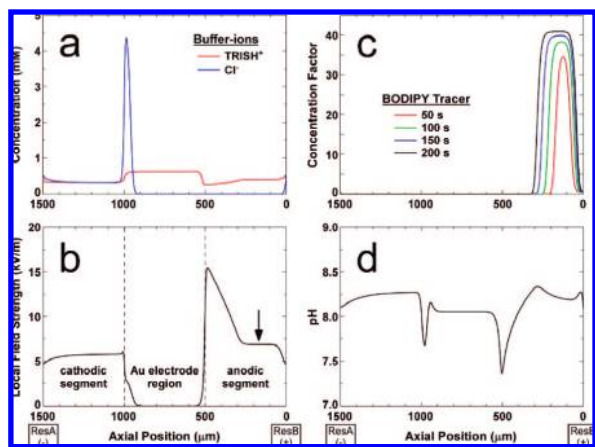 a
Buffer-ions
TRISH⁺
Cl⁻
Concentration (mM)
5
4
3
2
1
0
1500
1000
500
0
c
BODIPY Tracer
50 s
100 s
150 s
200 s
Concentration Factor
40
30
20
10
0
1500
1000
500
0
b
Local Field Strength (kV/m)
20
15
10
5
0
cathodic segment
Au electrode region
anodic segment
1500
1000
500
0
ResA
(-)
Axial Position (μm)
ResB
(+)
d
pH
9.0
8.5
8.0
7.5
7.0
1500
1000
500
0
ResA
(-)
Axial Position (μm)
ResB
(+)